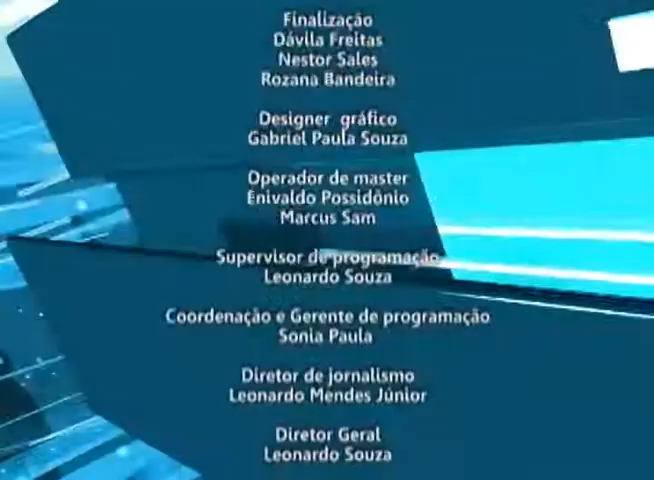 Finalização
Dávila Freitas
Nestor Sales
Rozana Bandeira
Designer gráfico
Gabriel Paula Souza
Operador de master
Enivaldo Possidônio
Marcus Sam
Supervisor de programação
Leonardo Souza
Coordenação e Gerente de programação
Sonia Paula
Diretor de jornalismo
Leonardo Mendes Júnior
Diretor Geral
Leonardo Souza